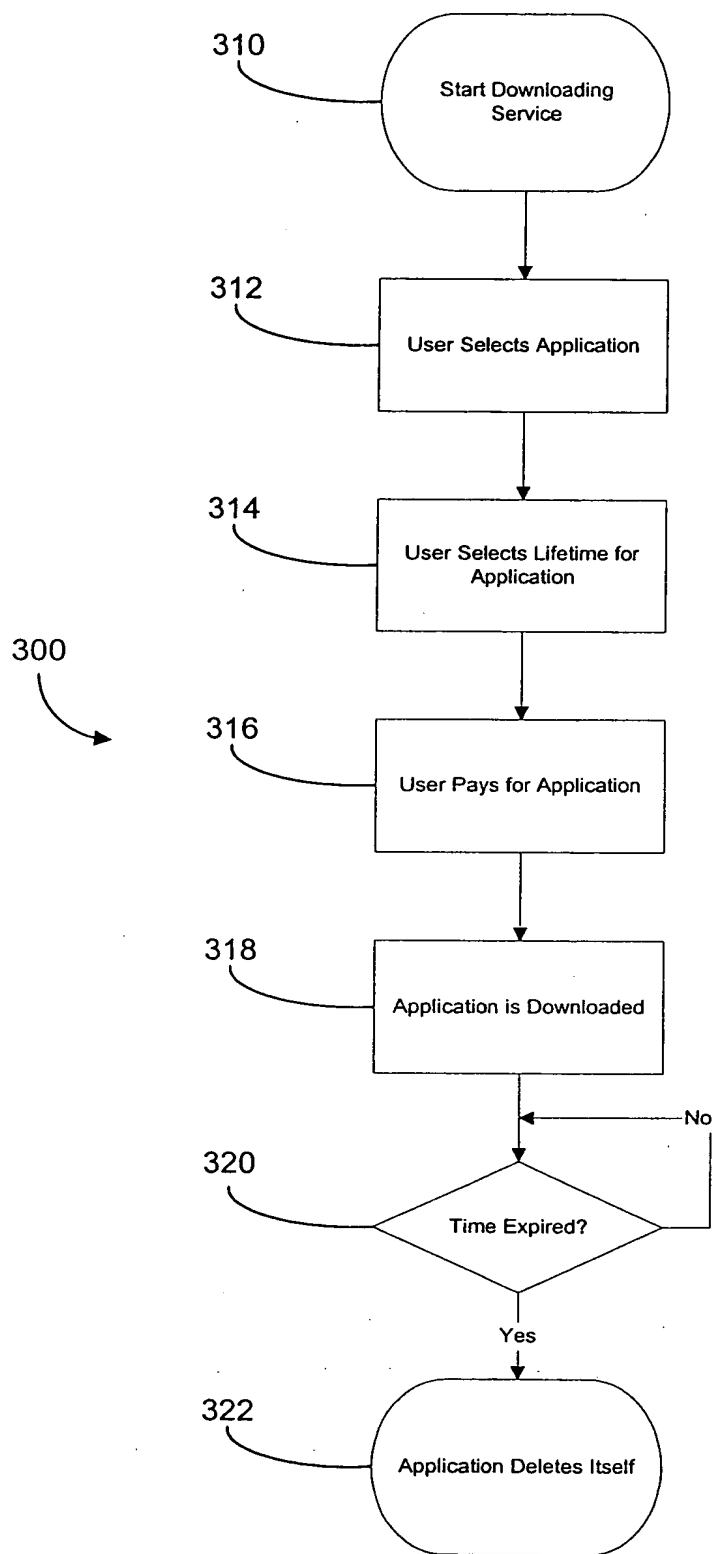 310
Start Downloading
Service
312
User Selects Application
314
User Selects Lifetime for
Application
300
316
User Pays for Application
318
Application is Downloaded
No
320
Time Expired?
Yes
322
Application Deletes Itself